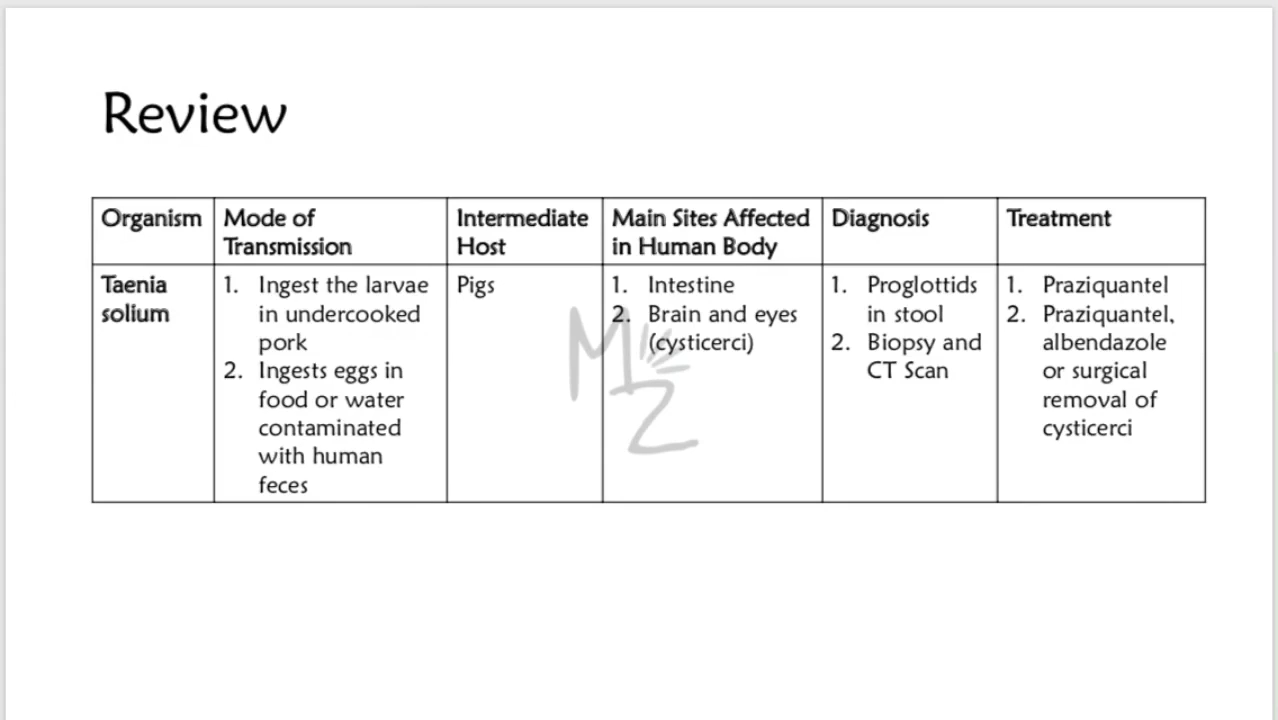 Review
Organism
Mode of
Transmission
Intermediate
Host
Main Sites Affected
in Human Body
Diagnosis
Treatment
Taenia
solium
1. Ingest the larvae
in undercooked
pork
2. Ingests eggs in
food or water
contaminated
with human
feces
Pigs
1. Intestine
2. Brain and eyes
(cysticerci)
1. Proglottids
in stool
2. Biopsy and
CT Scan
1. Praziquantel
2. Praziquantel,
albendazole
or surgical
removal of
cysticerci
M
Z